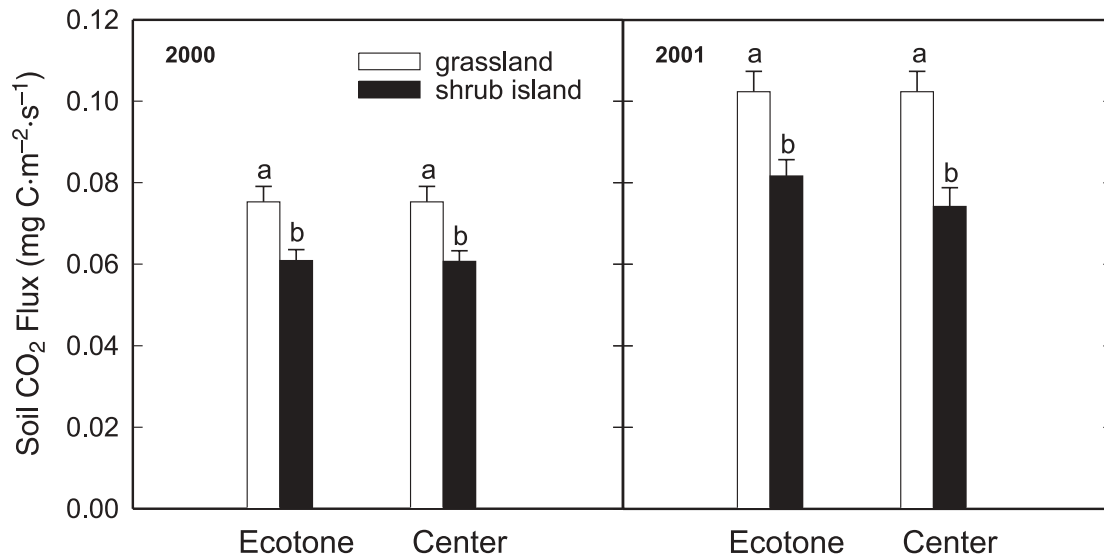 Soil CO₂ Flux (mg C·m⁻²·s⁻¹)
0.12
0.10
0.08
0.06
0.04
0.02
0.00
2000
grassland
shrub island
a
b
a
b
Ecotone
Center
2001
a
b
a
b
Ecotone
Center